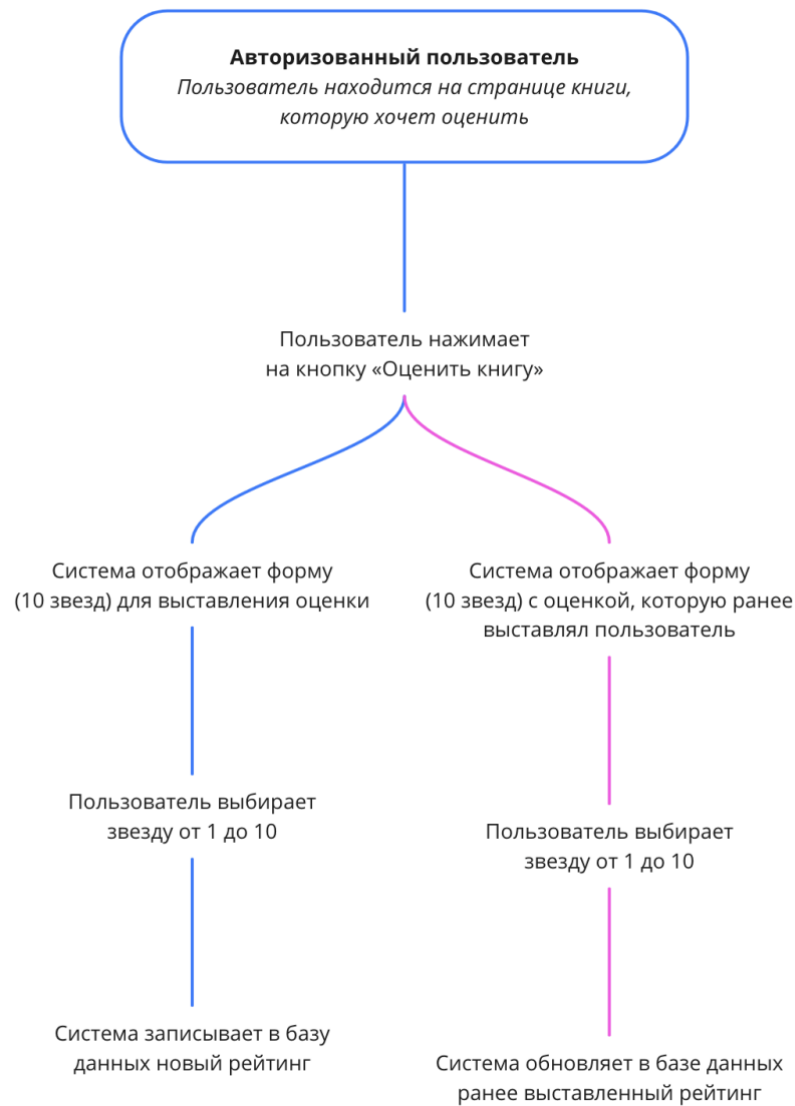 Авторизованный пользователь
Пользователь находится на странице книги,
которую хочет оценить
Пользователь нажимает
на кнопку «Оценить книгу»
Система отображает форму
(10 звезд) для выставления оценки
Система отображает форму
(10 звезд) с оценкой, которую ранее
выставлял пользователь
Пользователь выбирает
звезду от 1 до 10
Пользователь выбирает
звезду от 1 до 10
Система записывает в базу
данных новый рейтинг
Система обновляет в базе данных
ранее выставленный рейтинг